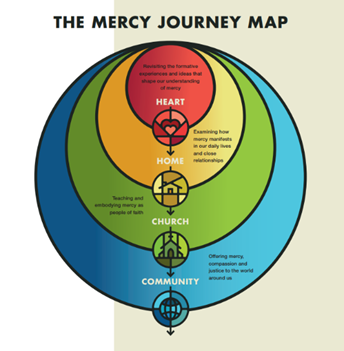 THE MERCY JOURNEY MAP
Revisiting the formative
experiences and ideas that
shape our understanding
of mercy
HEART
Examining how
mercy manifests
in our daily lives
and close
relationships
HOME
Teaching and
embodying mercy as
people of faith
CHURCH
Offering mercy,
compassion and
justice to the world
around us
COMMUNITY